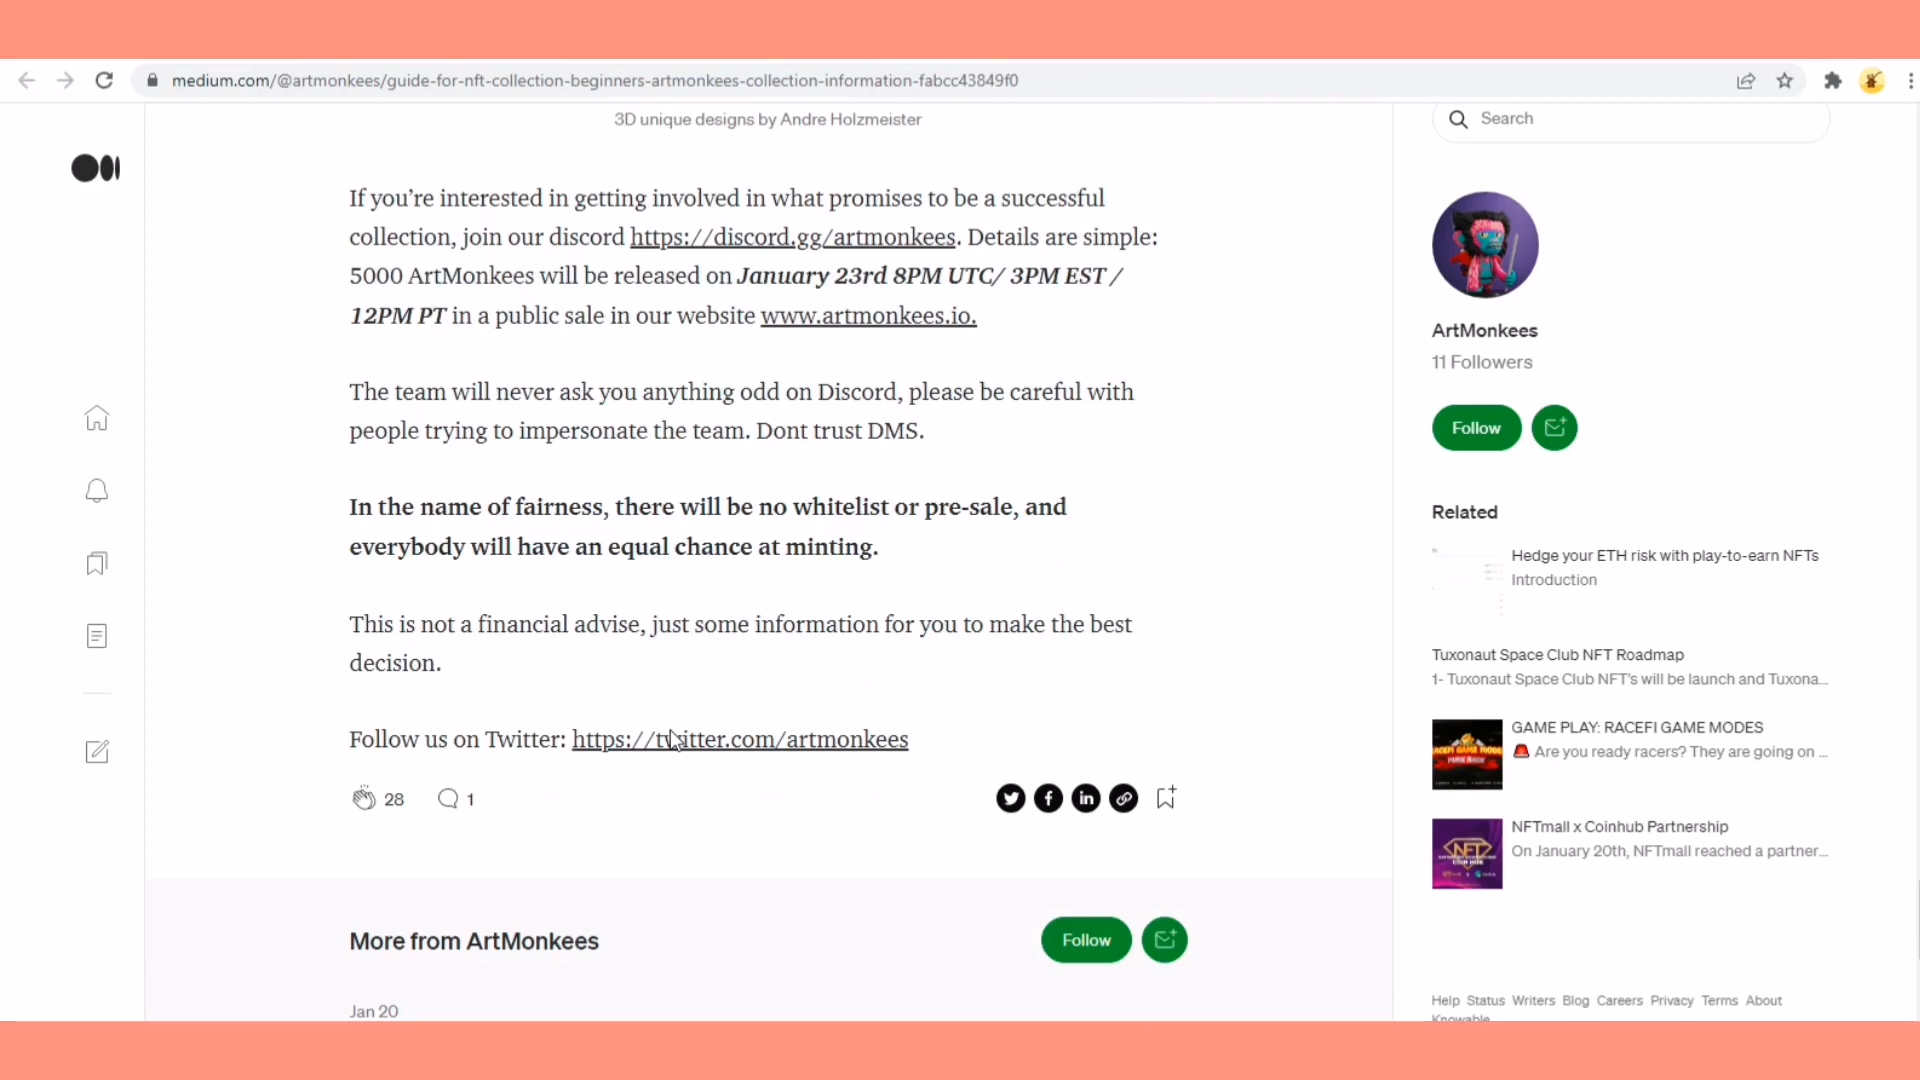 medium.com/@artmonkees/guide-for-nft-collection-beginners-artmonkees-collection-information-fabcc43849f0
3D unique designs by Andre Holzmeister
If you’re interested in getting involved in what promises to be a successful
collection, join our discord https://discord.gg/artmonkees. Details are simple:
5000 ArtMonkees will be released on January 23rd 8PM UTC/ 3PM EST /
12PM PT in a public sale in our website www.artmonkees.io.
The team will never ask you anything odd on Discord, please be careful with
people trying to impersonate the team. Dont trust DMS.
In the name of fairness, there will be no whitelist or pre-sale, and
everybody will have an equal chance at minting.
This is not a financial advise, just some information for you to make the best
decision.
Follow us on Twitter: https://twitter.com/artmonkees
28 1
More from ArtMonkees
Follow
Jan 20
Search
ArtMonkees
11 Followers
Follow
Related
Hedge your ETH risk with play-to-earn NFTs
Introduction
Tuxonaut Space Club NFT Roadmap
1- Tuxonaut Space Club NFT’s will be launch and Tuxona...
GAME PLAY: RACEFI GAME MODES
🚨 Are you ready racers? They are going on ...
NFTmall x Coinhub Partnership
On January 20th, NFTmall reached a partner...
NFT
Help Status Writers Blog Careers Privacy Terms About
Knowable